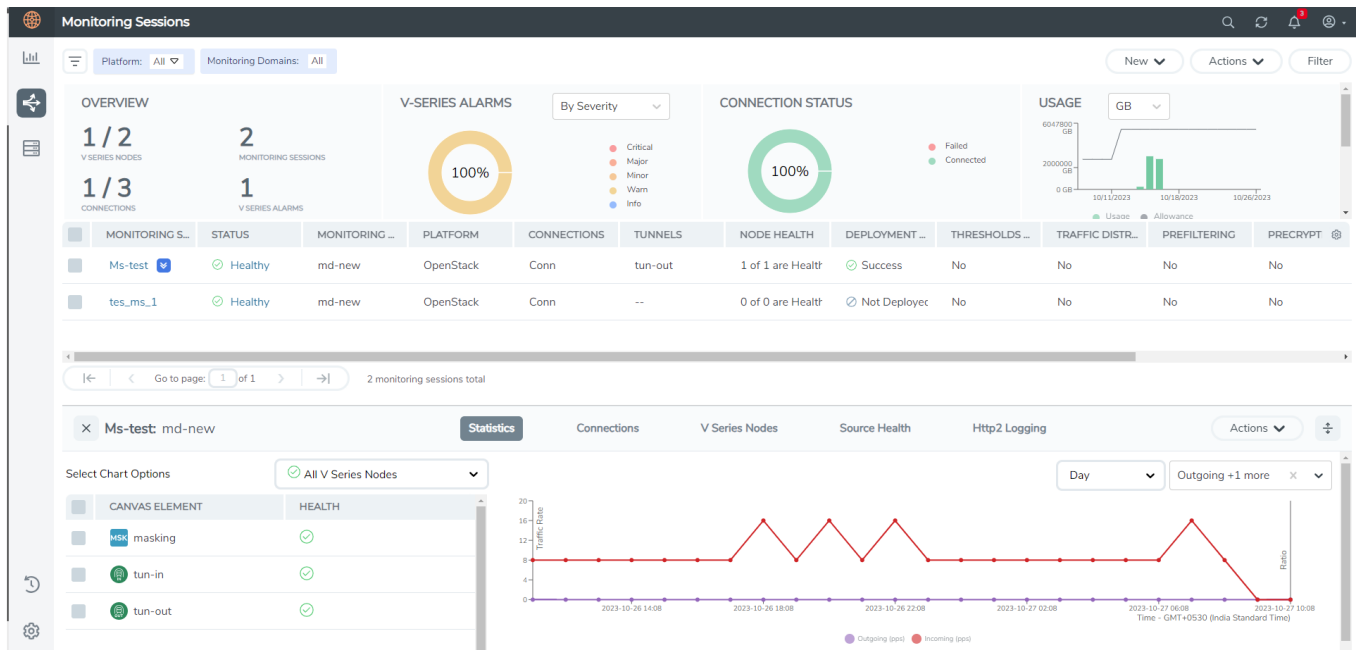 Monitoring Sessions
3
Platform: All
Monitoring Domains: All
New
Actions
Filter
OVERVIEW
1 / 2
V SERIES NODES
2
MONITORING SESSIONS
1 / 3
CONNECTIONS
1
V SERIES ALARMS
V-SERIES ALARMS
By Severity
100%
Critical
Major
Minor
Warn
Info
CONNECTION STATUS
100%
Failed
Connected
USAGE
GB
6047800
GB
2000000
GB
0 GB
10/11/2023 10/18/2023 10/26/2023
Usage Allowance
MONITORING S... STATUS MONITORING ... PLATFORM CONNECTIONS TUNNELS NODE HEALTH DEPLOYMENT ... THRESHOLDS ... TRAFFIC DISTR... PREFILTERING PRECRYPT
Ms-test Healthy md-new OpenStack Conn tun-out 1 of 1 are Health Success No No No No
tes_ms_1 Healthy md-new OpenStack Conn -- 0 of 0 are Health Not Deployed No No No No
Go to page: 1 of 1
2 monitoring sessions total
Ms-test: md-new
Statistics
Connections
V Series Nodes
Source Health
Http2 Logging
Actions
Select Chart Options
All V Series Nodes
Day
Outgoing +1 more
CANVAS ELEMENT HEALTH
MSK masking
tun-in
tun-out
Traffic Rate
20
16
12
8
4
0
Ratio
2023-10-26 14:08 2023-10-26 18:08 2023-10-26 22:08 2023-10-27 02:08 2023-10-27 06:08 2023-10-27 10:08
Time - GMT+0530 (India Standard Time)
Outgoing (pps) Incoming (pps)